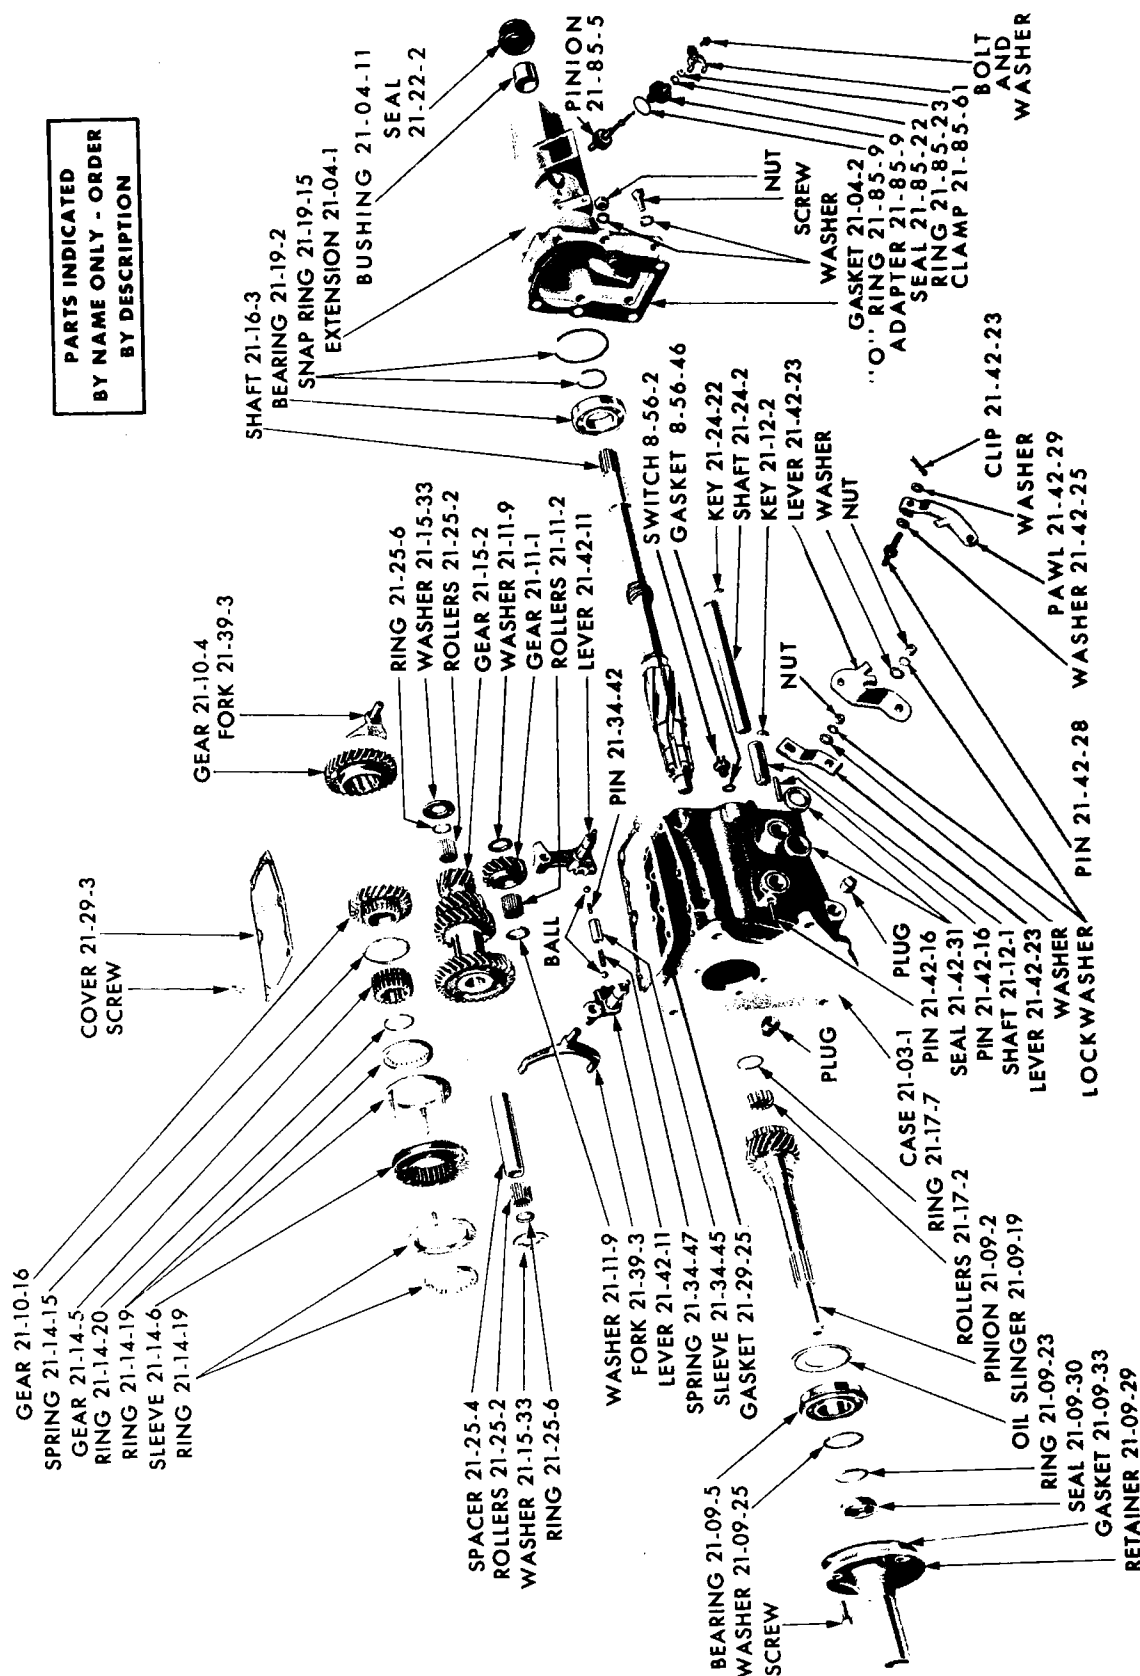 PARTS INDICATED
BY NAME ONLY - ORDER
BY DESCRIPTION
GEAR 21-10-16
SPRING 21-14-15
GEAR 21-14-5
RING 21-14-20
RING 21-14-19
SLEEVE 21-14-6
RING 21-14-19
COVER 21-29-3
SCREW
GEAR 21-10-4
FORK 21-39-3
SHAFT 21-16-3
BEARING 21-19-2
SNAP RING 21-19-15
EXTENSION 21-04-1
BUSHING 21-04-11
SEAL
21-22-2
PINION
21-85-5
RING 21-25-6
WASHER 21-15-33
ROLLERS 21-25-2
GEAR 21-15-2
WASHER 21-11-9
GEAR 21-11-1
ROLLERS 21-11-2
LEVER 21-42-11
PIN 21-34-42
BALL
SPACER 21-25-4
ROLLERS 21-25-2
WASHER 21-15-33
RING 21-25-6
WASHER 21-11-9
FORK 21-39-3
LEVER 21-42-11
SPRING 21-34-47
SLEEVE 21-34-45
GASKET 21-29-25
SWITCH 8-56-2
GASKET 8-56-46
KEY 21-24-22
SHAFT 21-24-2
KEY 21-12-2
LEVER 21-42-23
WASHER
NUT
NUT
SCREW
WASHER
GASKET 21-04-2
"O" RING 21-85-9
ADAPTER 21-85-9
SEAL 21-85-22
RING 21-85-23
CLAMP 21-85-61
BOLT
AND
WASHER
CLIP 21-42-23
WASHER
PAWL 21-42-29
WASHER 21-42-25
NUT
PIN 21-42-28
PLUG
PLUG
CASE 21-03-1
RING 21-17-7
ROLLERS 21-17-2
PINION 21-09-2
OIL SLINGER 21-09-19
RING 21-09-23
SEAL 21-09-30
GASKET 21-09-33
RETAINER 21-09-29
PIN 21-42-16
SEAL 21-42-31
PIN 21-42-16
SHAFT 21-12-1
LEVER 21-42-23
WASHER
LOCKWASHER
BEARING 21-09-5
WASHER 21-09-25
SCREW